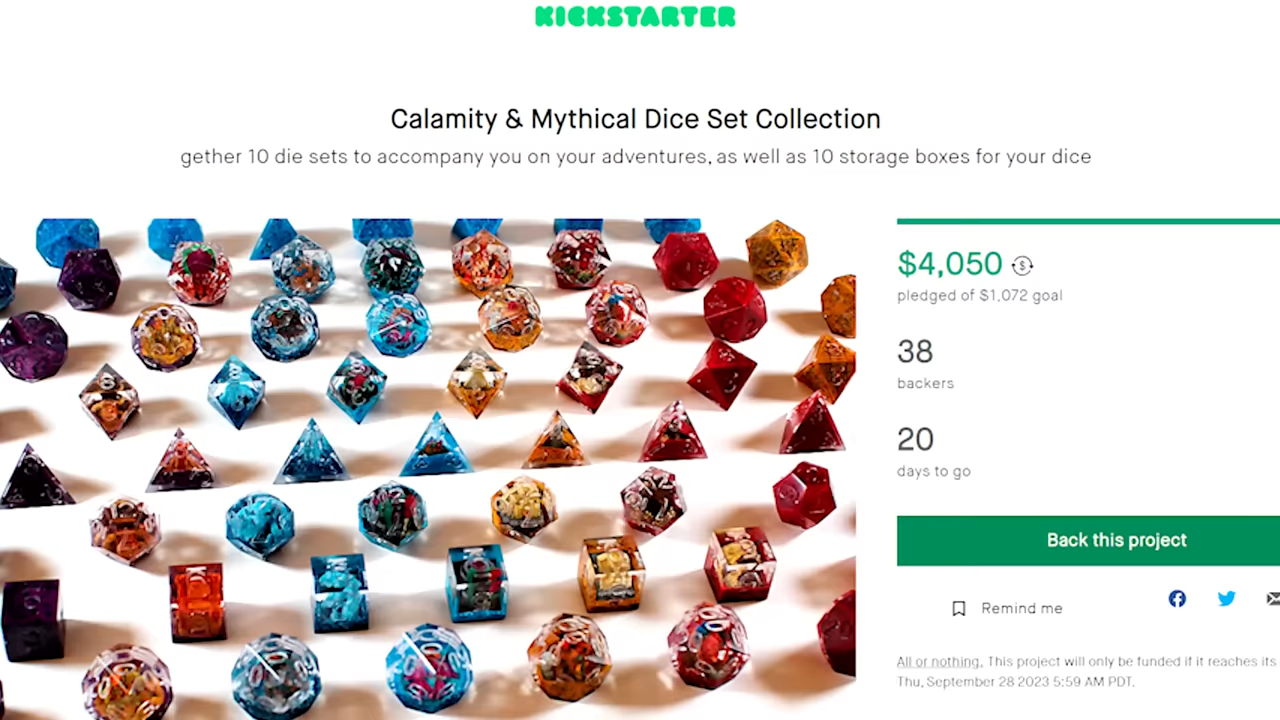 KICKSTARTER
Calamity & Mythical Dice Set Collection
gether 10 die sets to accompany you on your adventures, as well as 10 storage boxes for your dice
$4,050
pledged of $1,072 goal
38
backers
20
days to go
Back this project
Remind me
All or nothing. This project will only be funded if it reaches its
Thu, September 28 2023 5:59 AM PDT.